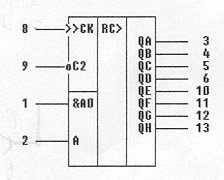 8 >>CK RC>
QA 3
QB 4
9 C2 QC 5
QD 6
QE 10
1 &A0 QF 11
QG 12
2 A QH 13